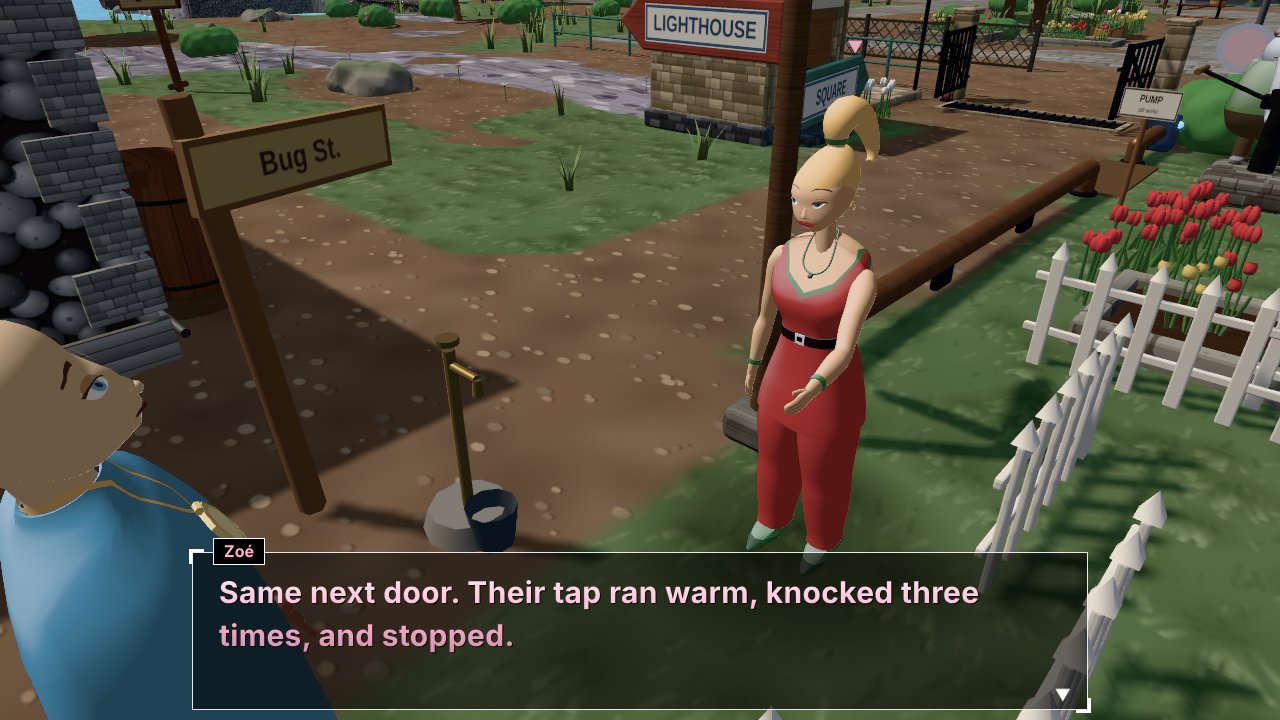 LIGHTHOUSE
SQUARE
PUMP
Bug St.
Zoé
Same next door. Their tap ran warm, knocked three
times, and stopped.